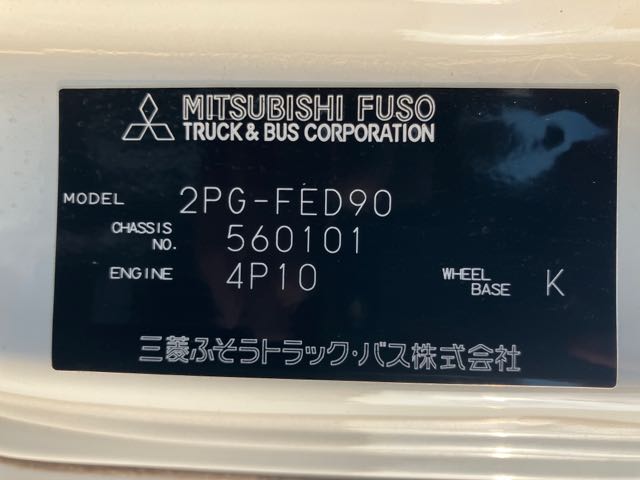 MITSUBISHI FUSO
TRUCK & BUS CORPORATION
MODEL 2PG-FED90
CHASSIS NO. 560101
ENGINE 4P10 WHEEL BASE K
三菱ふそうトラック・バス株式会社